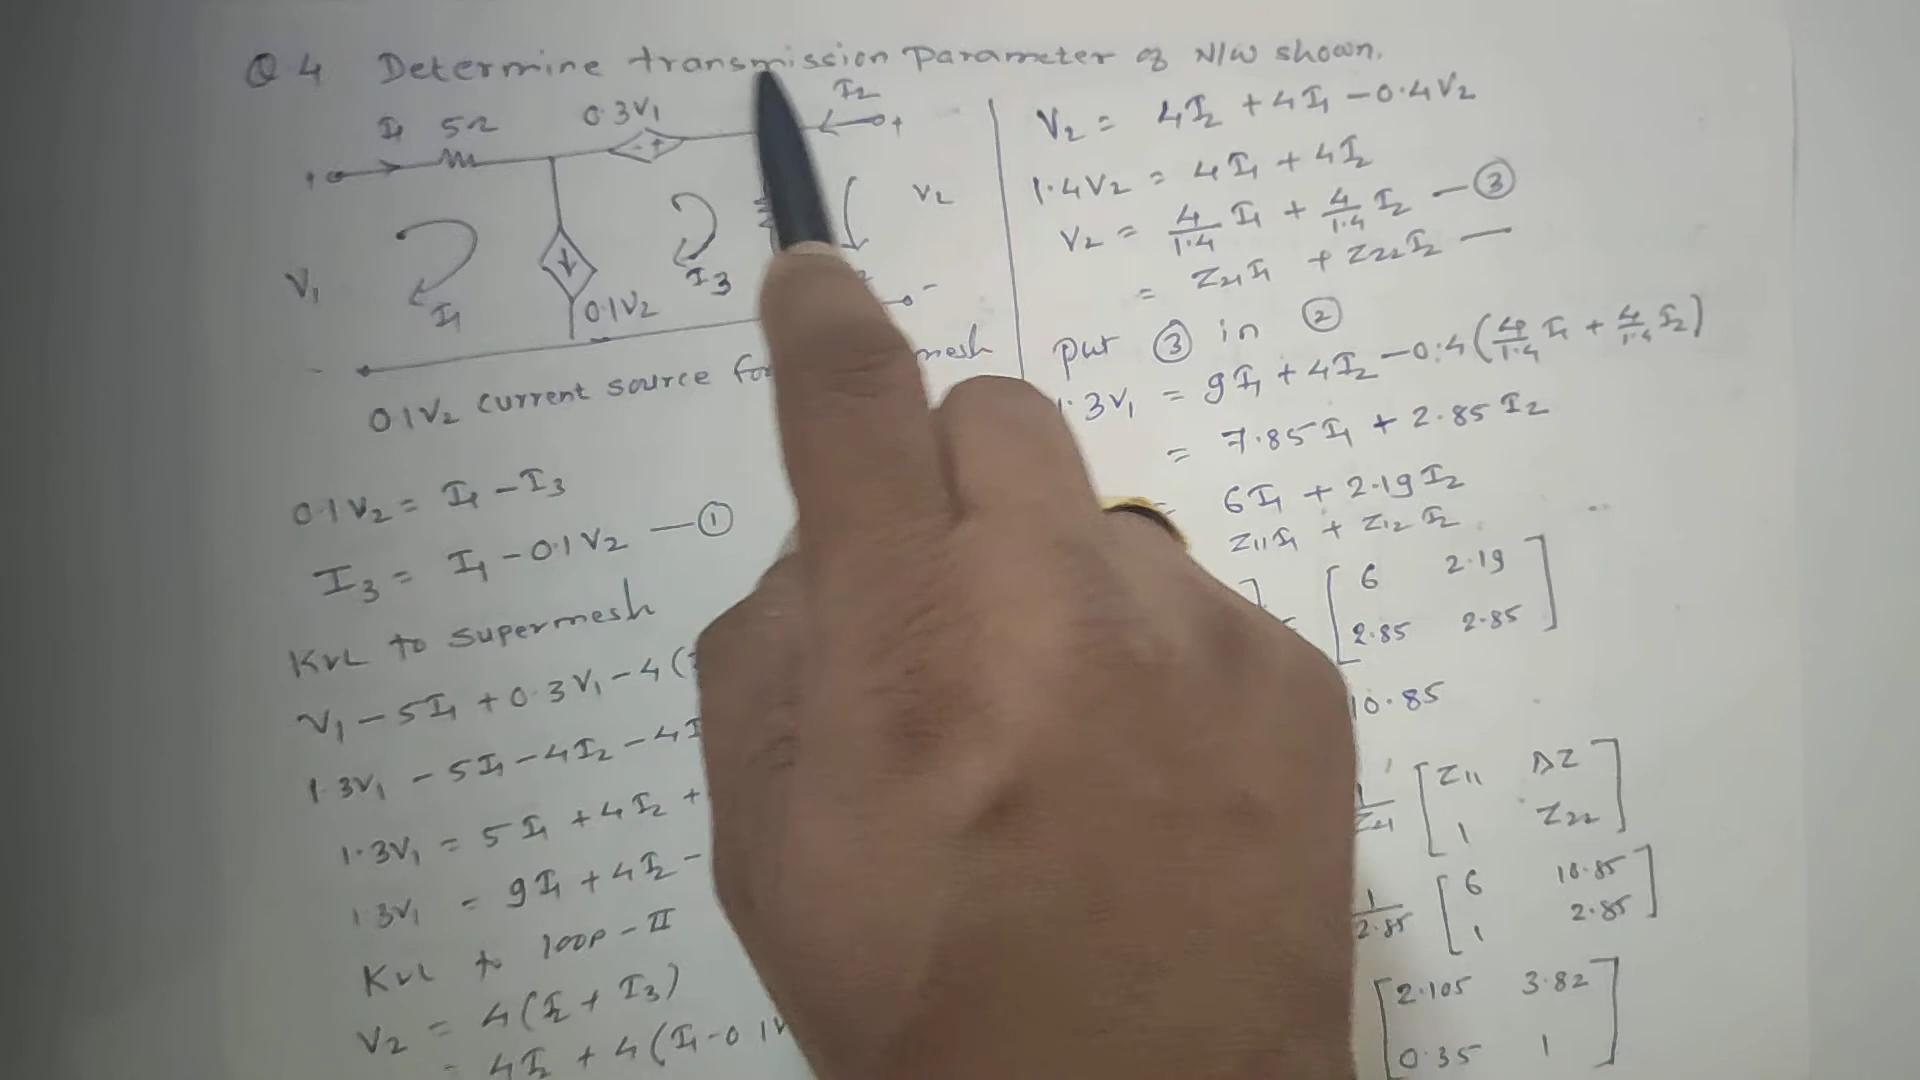 Q 4 Determine transmission parameter of N/W shown.
I1 5Ω 0.3V1 I2
+ - + +
V1 I1 0.1V2 I3 V2
- -
0.1V2 current source for mesh
0.1V2 = I1 - I3
I3 = I1 - 0.1V2 — ①
KVL to supermesh
V1 - 5I1 + 0.3V1 - 4(
1.3V1 - 5I1 - 4I2 - 4I
1.3V1 = 5I1 + 4I2 +
1.3V1 = 9I1 + 4I2 -
KVL to loop - II
V2 = 4(I2 + I3)
= 4I2 + 4(I1 - 0.1V
V2 = 4I2 + 4I1 - 0.4V2
1.4V2 = 4I1 + 4I2
V2 = 4/1.4 I1 + 4/1.4 I2 — ③
= Z21I1 + Z22I2 —
put ③ in ②
1.3V1 = 9I1 + 4I2 - 0.4(4/1.4 I1 + 4/1.4 I2)
= 7.85I1 + 2.85I2
= 6I1 + 2.19I2
Z11I1 + Z12I2
] = [6 2.19
2.85 2.85]
10.85
1/Z21 [Z11 ΔZ
1 Z22]
1/2.85 [6 10.85
1 2.85]
[2.105 3.82
0.35 1]